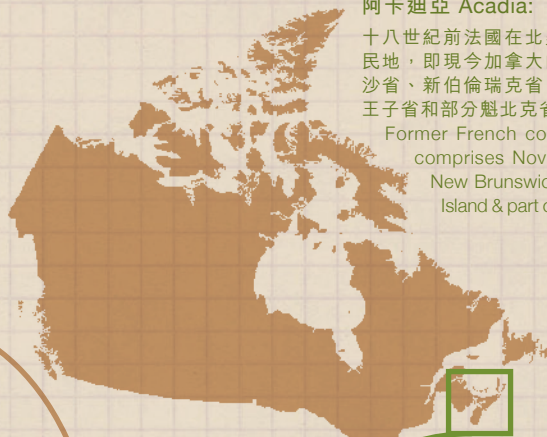 阿卡迪亞 Acadia:
十八世紀前法國在北
民地，即現今加拿大
沙省、新伯倫瑞克省
王子省和部分魁北克省
Former French co
comprises Nov
New Brunswic
Island & part o